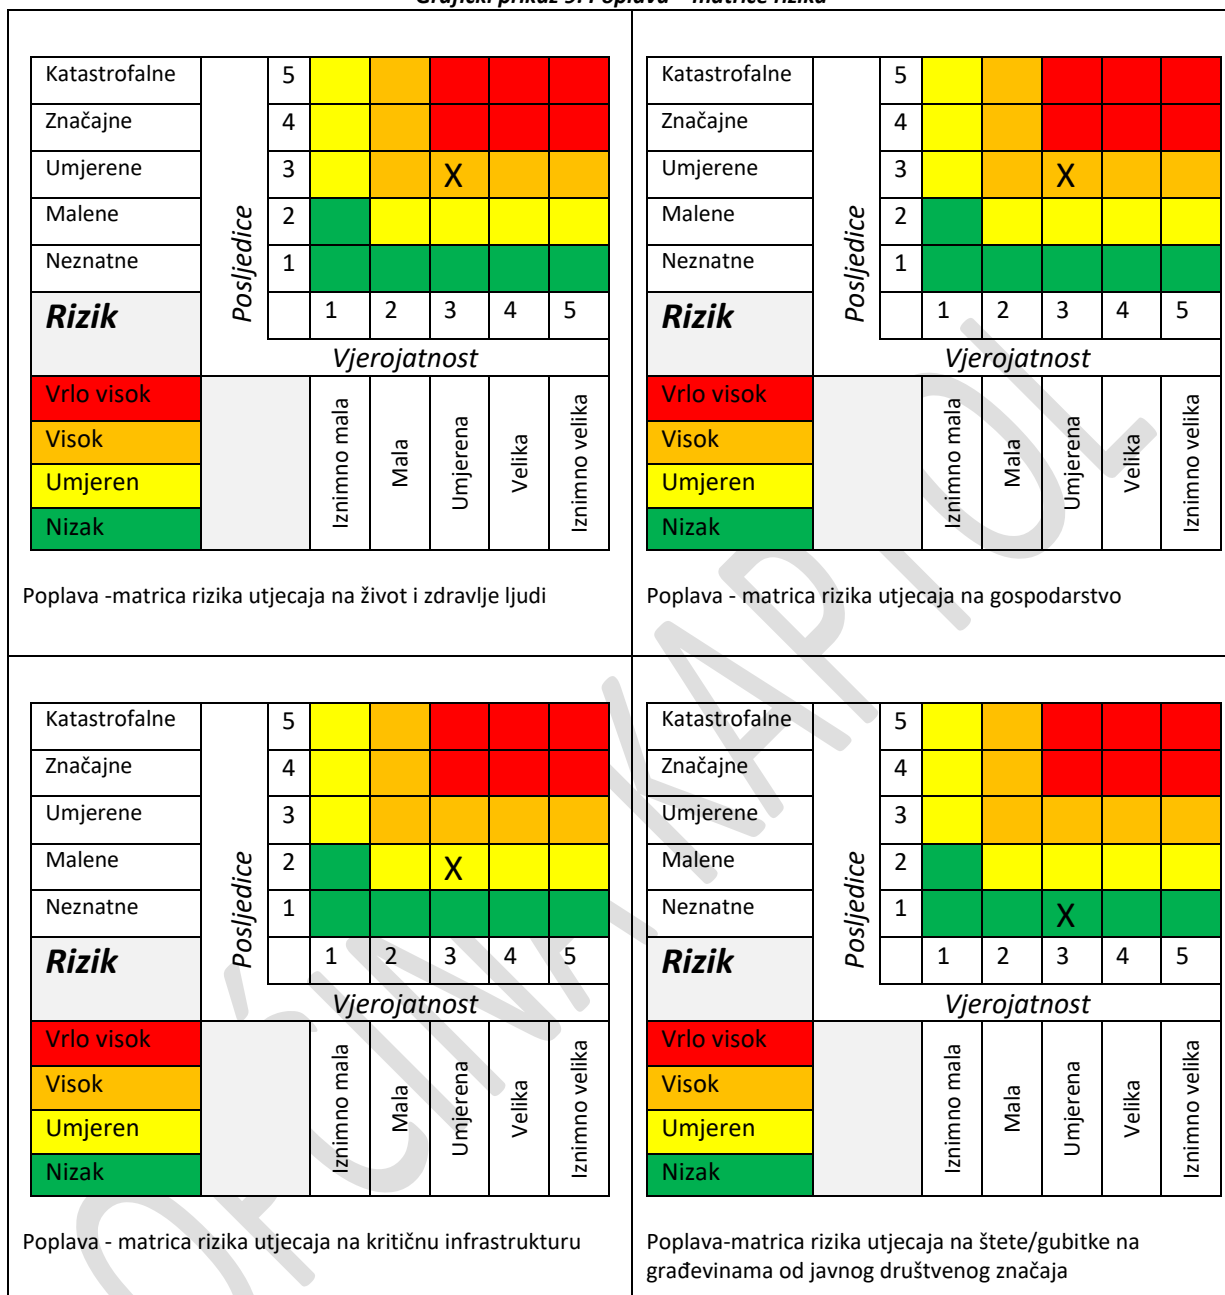 Grafički prikaz 9: Poplava – matrice rizika
Katastrofalne 5
Značajne 4
Umjerene 3 X
Malene 2
Neznatne 1
Posljedice
Rizik 1 2 3 4 5
Vjerojatnost
Vrlo visok
Visok
Umjeren
Nizak
Iznimno mala
Mala
Umjerena
Velika
Iznimno velika
Poplava -matrica rizika utjecaja na život i zdravlje ljudi
Katastrofalne 5
Značajne 4
Umjerene 3 X
Malene 2
Neznatne 1
Posljedice
Rizik 1 2 3 4 5
Vjerojatnost
Vrlo visok
Visok
Umjeren
Nizak
Iznimno mala
Mala
Umjerena
Velika
Iznimno velika
Poplava - matrica rizika utjecaja na gospodarstvo
Katastrofalne 5
Značajne 4
Umjerene 3
Malene 2 X
Neznatne 1
Posljedice
Rizik 1 2 3 4 5
Vjerojatnost
Vrlo visok
Visok
Umjeren
Nizak
Iznimno mala
Mala
Umjerena
Velika
Iznimno velika
Poplava - matrica rizika utjecaja na kritičnu infrastrukturu
Katastrofalne 5
Značajne 4
Umjerene 3
Malene 2
Neznatne 1 X
Posljedice
Rizik 1 2 3 4 5
Vjerojatnost
Vrlo visok
Visok
Umjeren
Nizak
Iznimno mala
Mala
Umjerena
Velika
Iznimno velika
Poplava-matrica rizika utjecaja na štete/gubitke na
građevinama od javnog društvenog značaja
OPĆINA KAPTOL